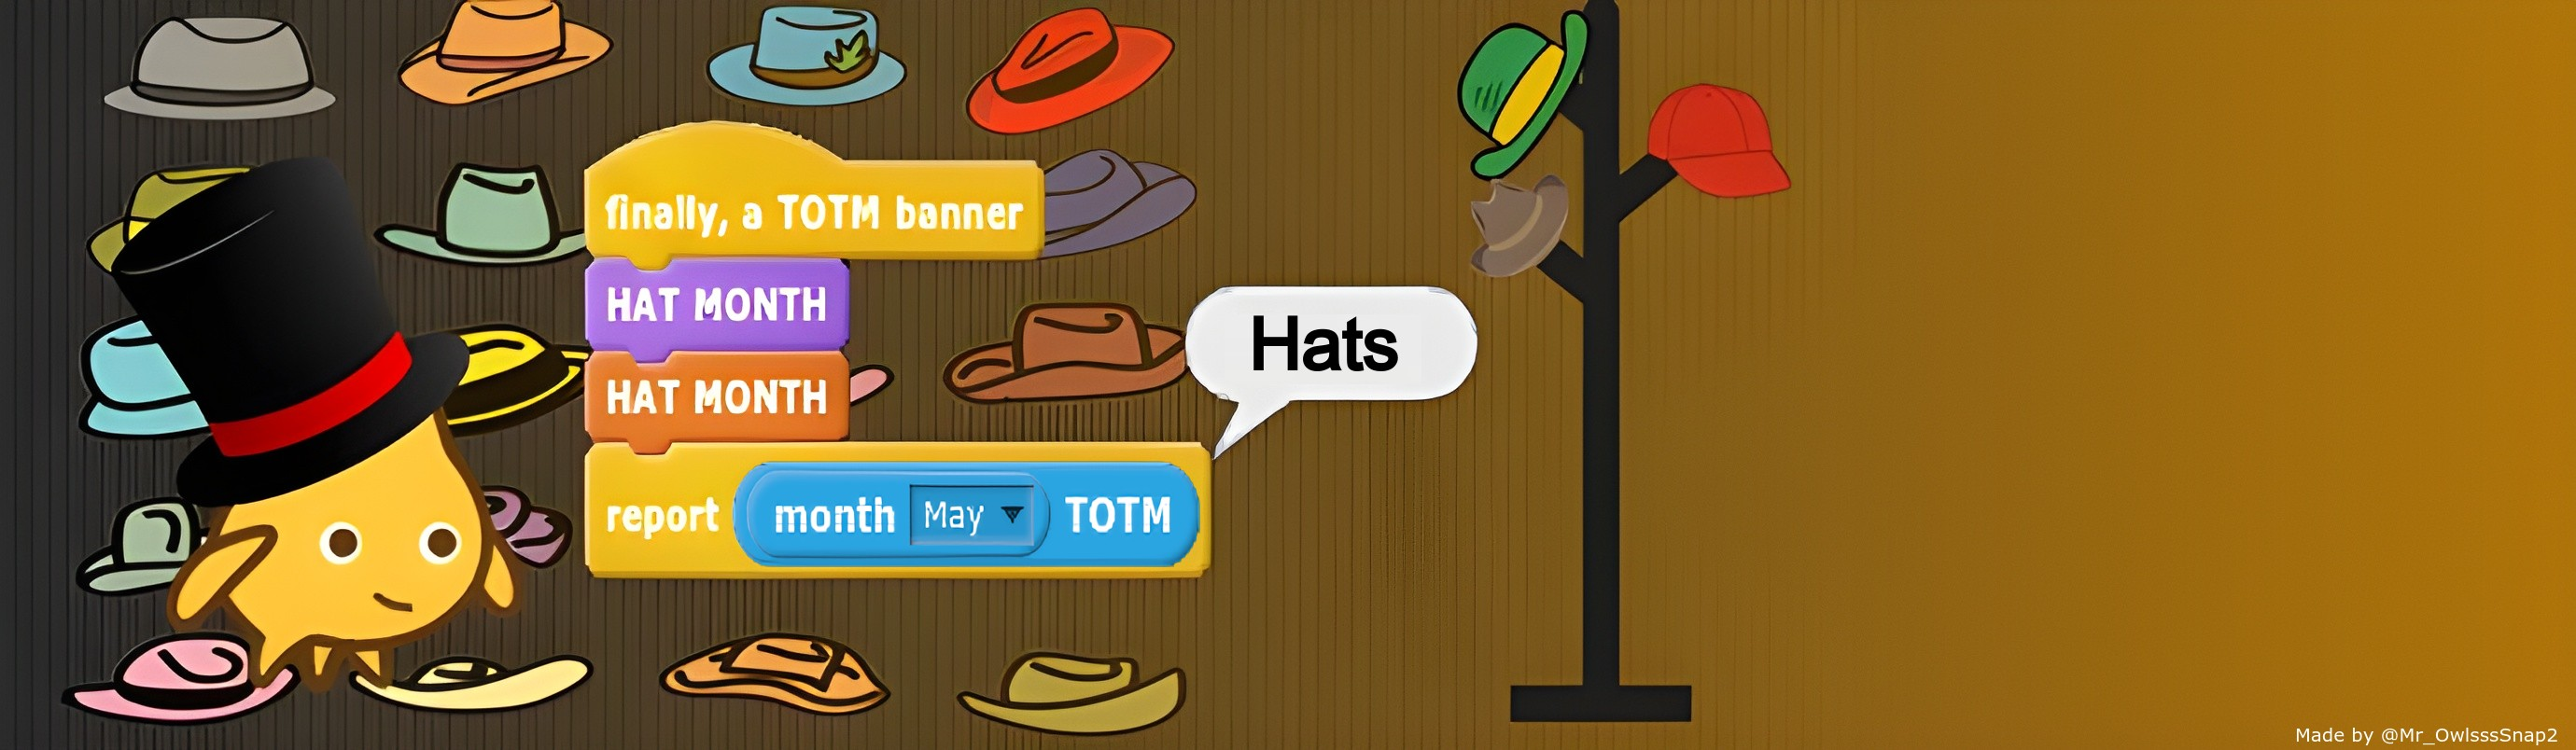 finally, a TOTM banner
HAT MONTH
Hats
HAT MONTH
report month May TOTM
Made by @Mr_OwlsssSnap2